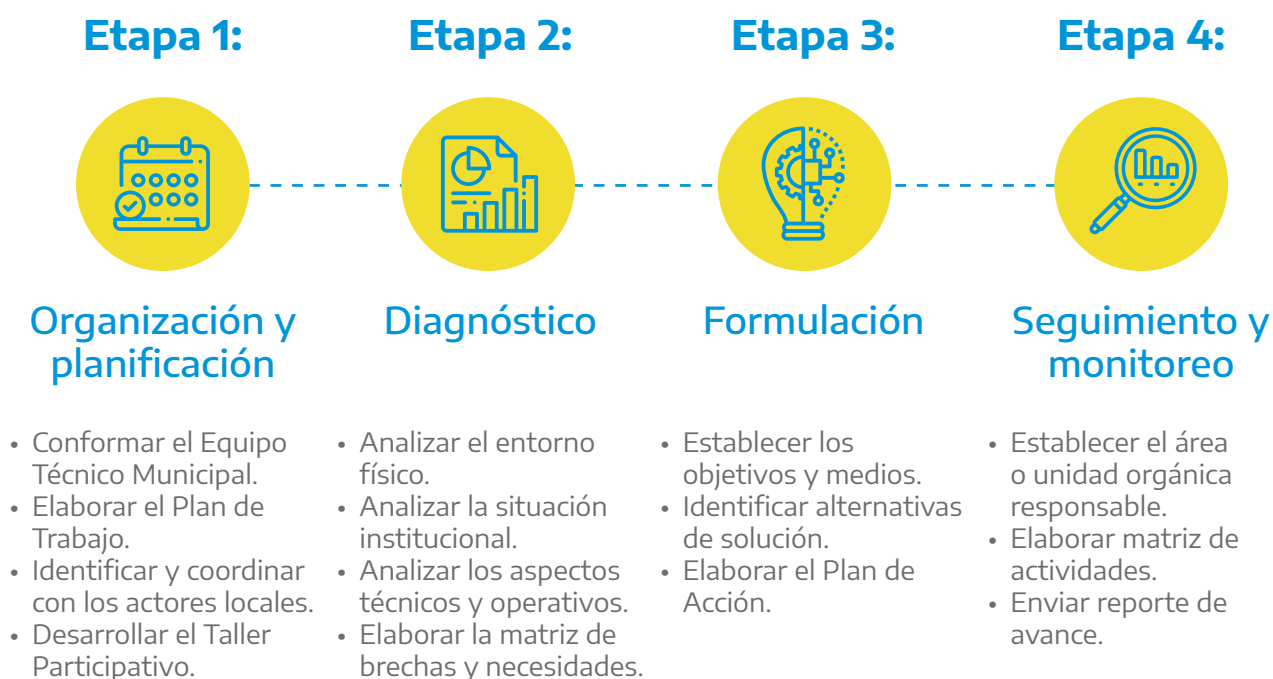 Etapa 1:
Organización y
planificación
• Conformar el Equipo
Técnico Municipal.
• Elaborar el Plan de
Trabajo.
• Identificar y coordinar
con los actores locales.
• Desarrollar el Taller
Participativo.
Etapa 2:
Diagnóstico
• Analizar el entorno
físico.
• Analizar la situación
institucional.
• Analizar los aspectos
técnicos y operativos.
• Elaborar la matriz de
brechas y necesidades.
Etapa 3:
Formulación
• Establecer los
objetivos y medios.
• Identificar alternativas
de solución.
• Elaborar el Plan de
Acción.
Etapa 4:
Seguimiento y
monitoreo
• Establecer el área
o unidad orgánica
responsable.
• Elaborar matriz de
actividades.
• Enviar reporte de
avance.